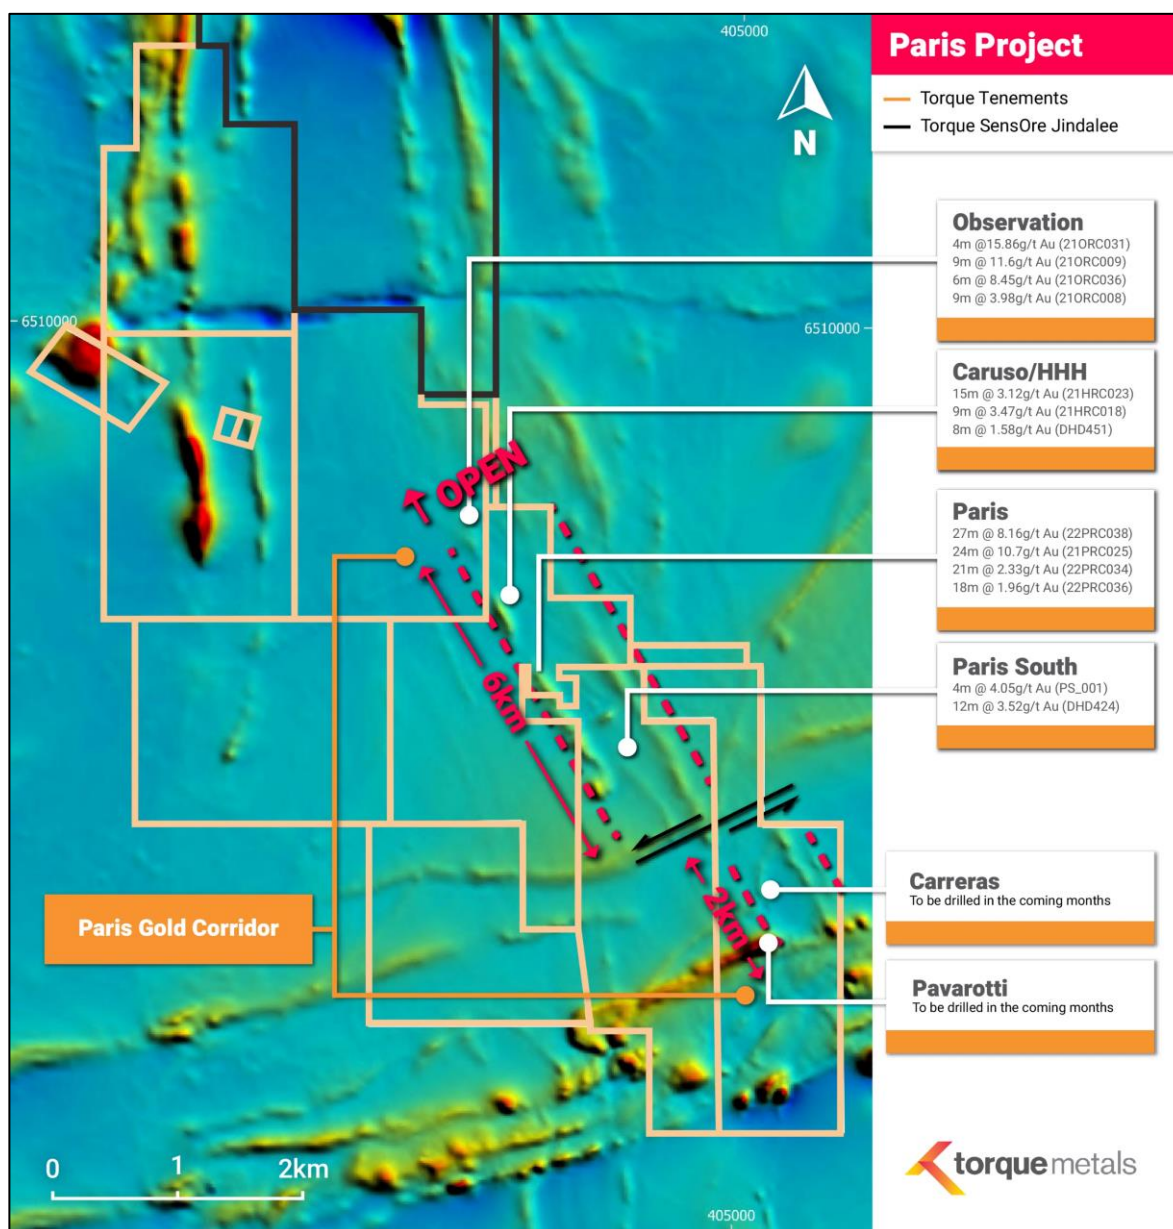 405000
Paris Project
Torque Tenements
Torque SensOre Jindalee
N
Observation
4m @15.86g/t Au (21ORC031)
9m @ 11.6g/t Au (21ORC009)
6m @ 8.45g/t Au (21ORC036)
9m @ 3.98g/t Au (21ORC008)
6510000
6510000
Caruso/HHH
15m @ 3.12g/t Au (21HRC023)
9m @ 3.47g/t Au (21HRC018)
8m @ 1.58g/t Au (DHD451)
OPEN
Paris
27m @ 8.16g/t Au (22PRC038)
24m @ 10.7g/t Au (21PRC025)
21m @ 2.33g/t Au (22PRC034)
18m @ 1.96g/t Au (22PRC036)
6km
Paris South
4m @ 4.05g/t Au (PS_001)
12m @ 3.52g/t Au (DHD424)
2km
Carreras
To be drilled in the coming months
Paris Gold Corridor
Pavarotti
To be drilled in the coming months
0 1 2km
torquemetals
405000